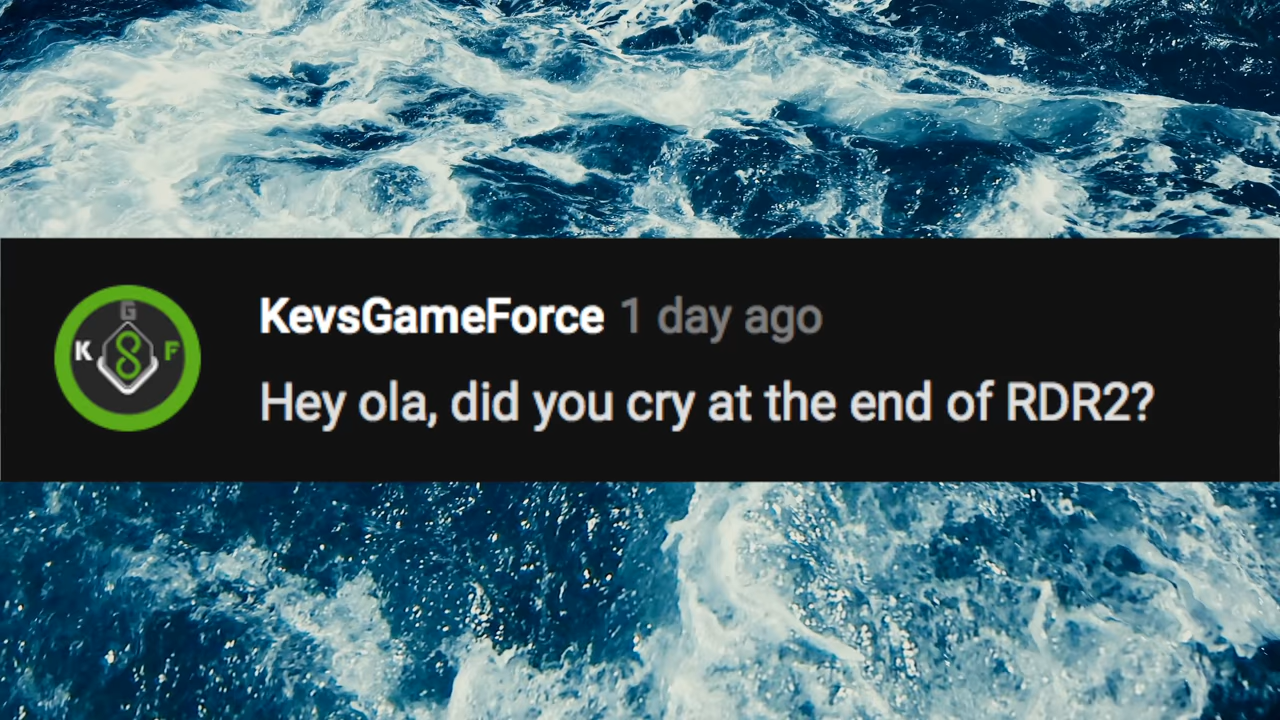 G
K F
KevsGameForce 1 day ago
Hey ola, did you cry at the end of RDR2?